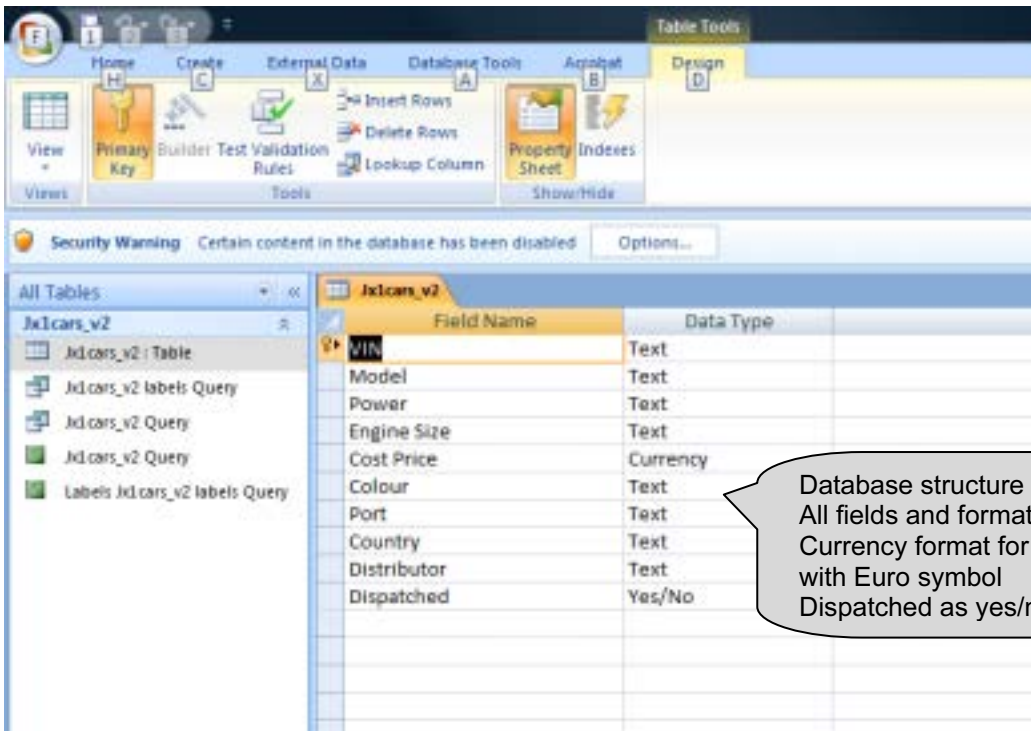 F
1
2
3
Table Tools
Home Create External Data Database Tools Acrobat Design
H C X A B D
View
Primary Key
Builder
Test Validation Rules
Insert Rows
Delete Rows
Lookup Column
Property Sheet
Indexes
Views Tools Show/Hide
Security Warning Certain content in the database has been disabled Options...
All Tables
Jx1cars_v2
Jx1cars_v2 : Table
Jx1cars_v2 labels Query
Jx1cars_v2 Query
Jx1cars_v2 Query
Labels Jx1cars_v2 labels Query
Jx1cars_v2
Field Name Data Type
VIN Text
Model Text
Power Text
Engine Size Text
Cost Price Currency
Colour Text
Port Text
Country Text
Distributor Text
Dispatched Yes/No
Database structure
All fields and format
Currency format for
with Euro symbol
Dispatched as yes/